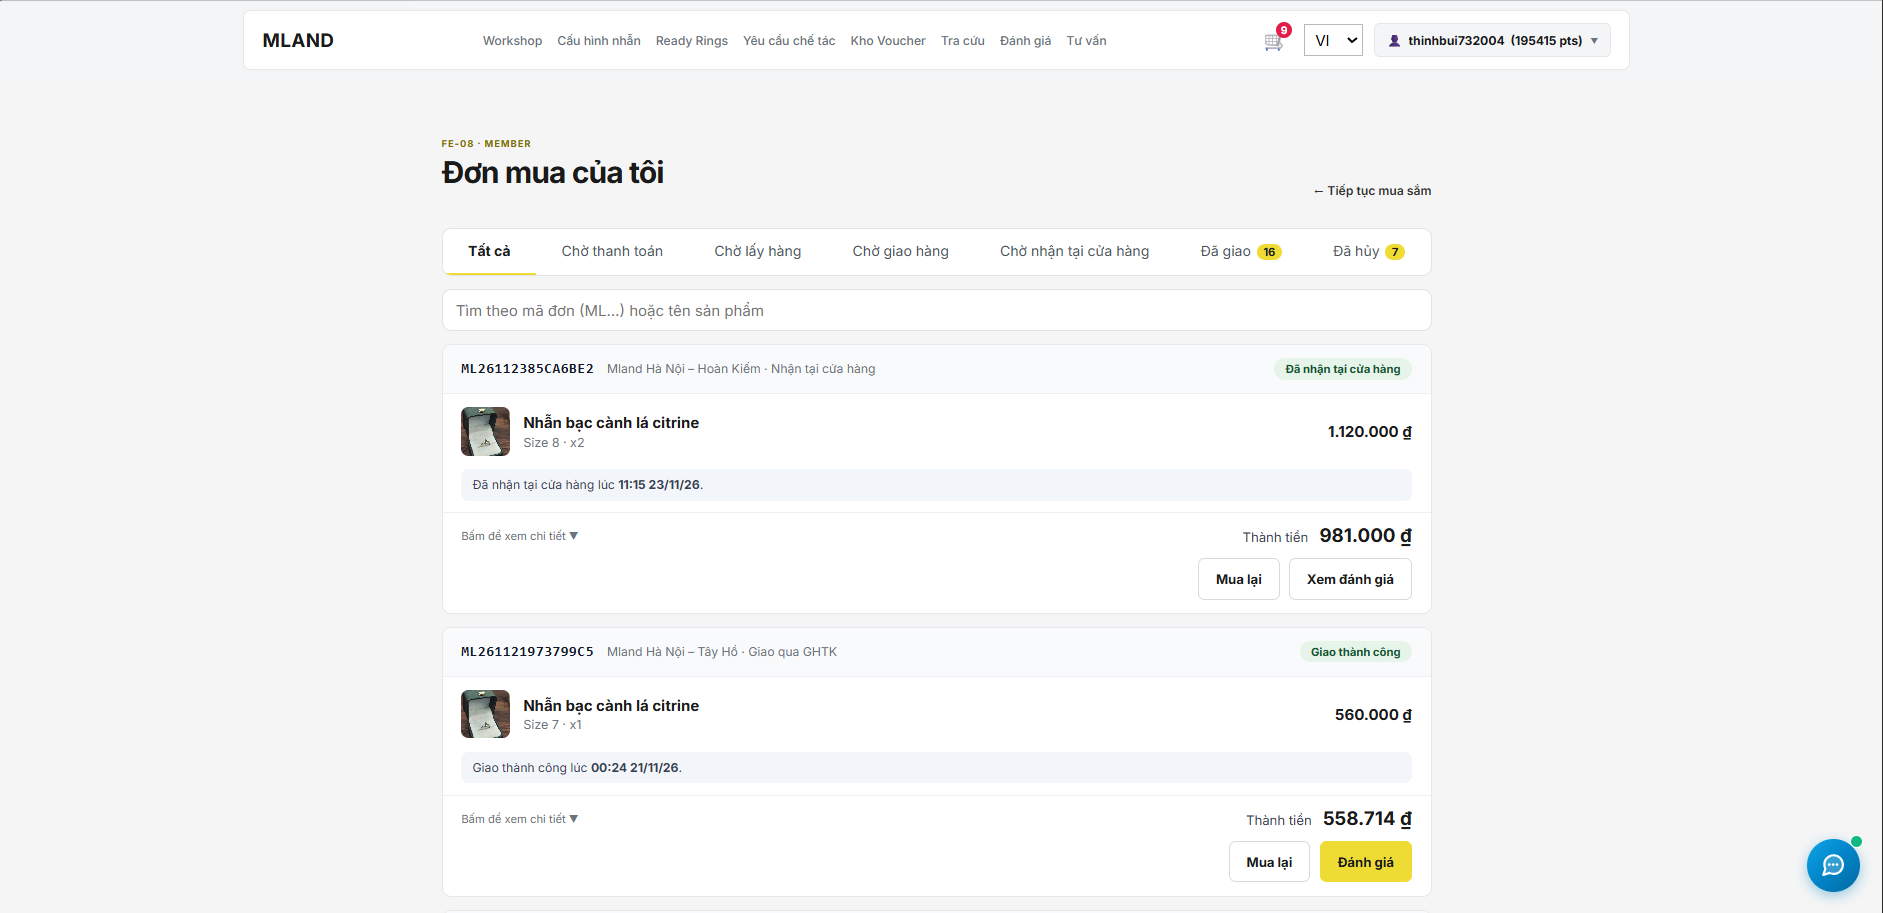 MLAND
Workshop Cấu hình nhẫn Ready Rings Yêu cầu chế tác Kho Voucher Tra cứu Đánh giá Tư vấn
9
VI
thinhbui732004 (195415 pts) ▼
FE-08 · MEMBER
Đơn mua của tôi
← Tiếp tục mua sắm
Tất cả Chờ thanh toán Chờ lấy hàng Chờ giao hàng Chờ nhận tại cửa hàng Đã giao 16 Đã hủy 7
Tìm theo mã đơn (ML...) hoặc tên sản phẩm
ML26112385CA6BE2 Mland Hà Nội – Hoàn Kiếm · Nhận tại cửa hàng Đã nhận tại cửa hàng
Nhẫn bạc cành lá citrine
Size 8 · x2
1.120.000 ₫
Đã nhận tại cửa hàng lúc 11:15 23/11/26.
Bấm để xem chi tiết ▼
Thành tiền 981.000 ₫
Mua lại Xem đánh giá
ML261121973799C5 Mland Hà Nội – Tây Hồ · Giao qua GHTK Giao thành công
Nhẫn bạc cành lá citrine
Size 7 · x1
560.000 ₫
Giao thành công lúc 00:24 21/11/26.
Bấm để xem chi tiết ▼
Thành tiền 558.714 ₫
Mua lại Đánh giá